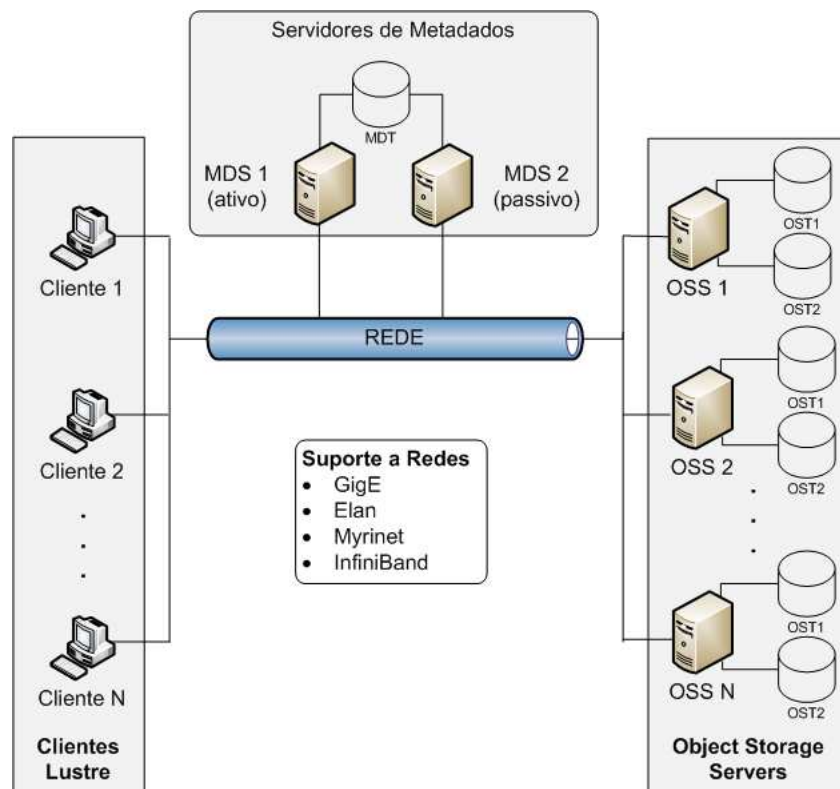 Servidores de Metadados
MDT
MDS 1
(ativo)
MDS 2
(passivo)
Cliente 1
Cliente 2
Cliente N
Clientes
Lustre
REDE
Suporte a Redes
• GigE
• Elan
• Myrinet
• InfiniBand
OST1
OSS 1
OST2
OST1
OSS 2
OST2
OST1
OSS N
OST2
Object Storage
Servers